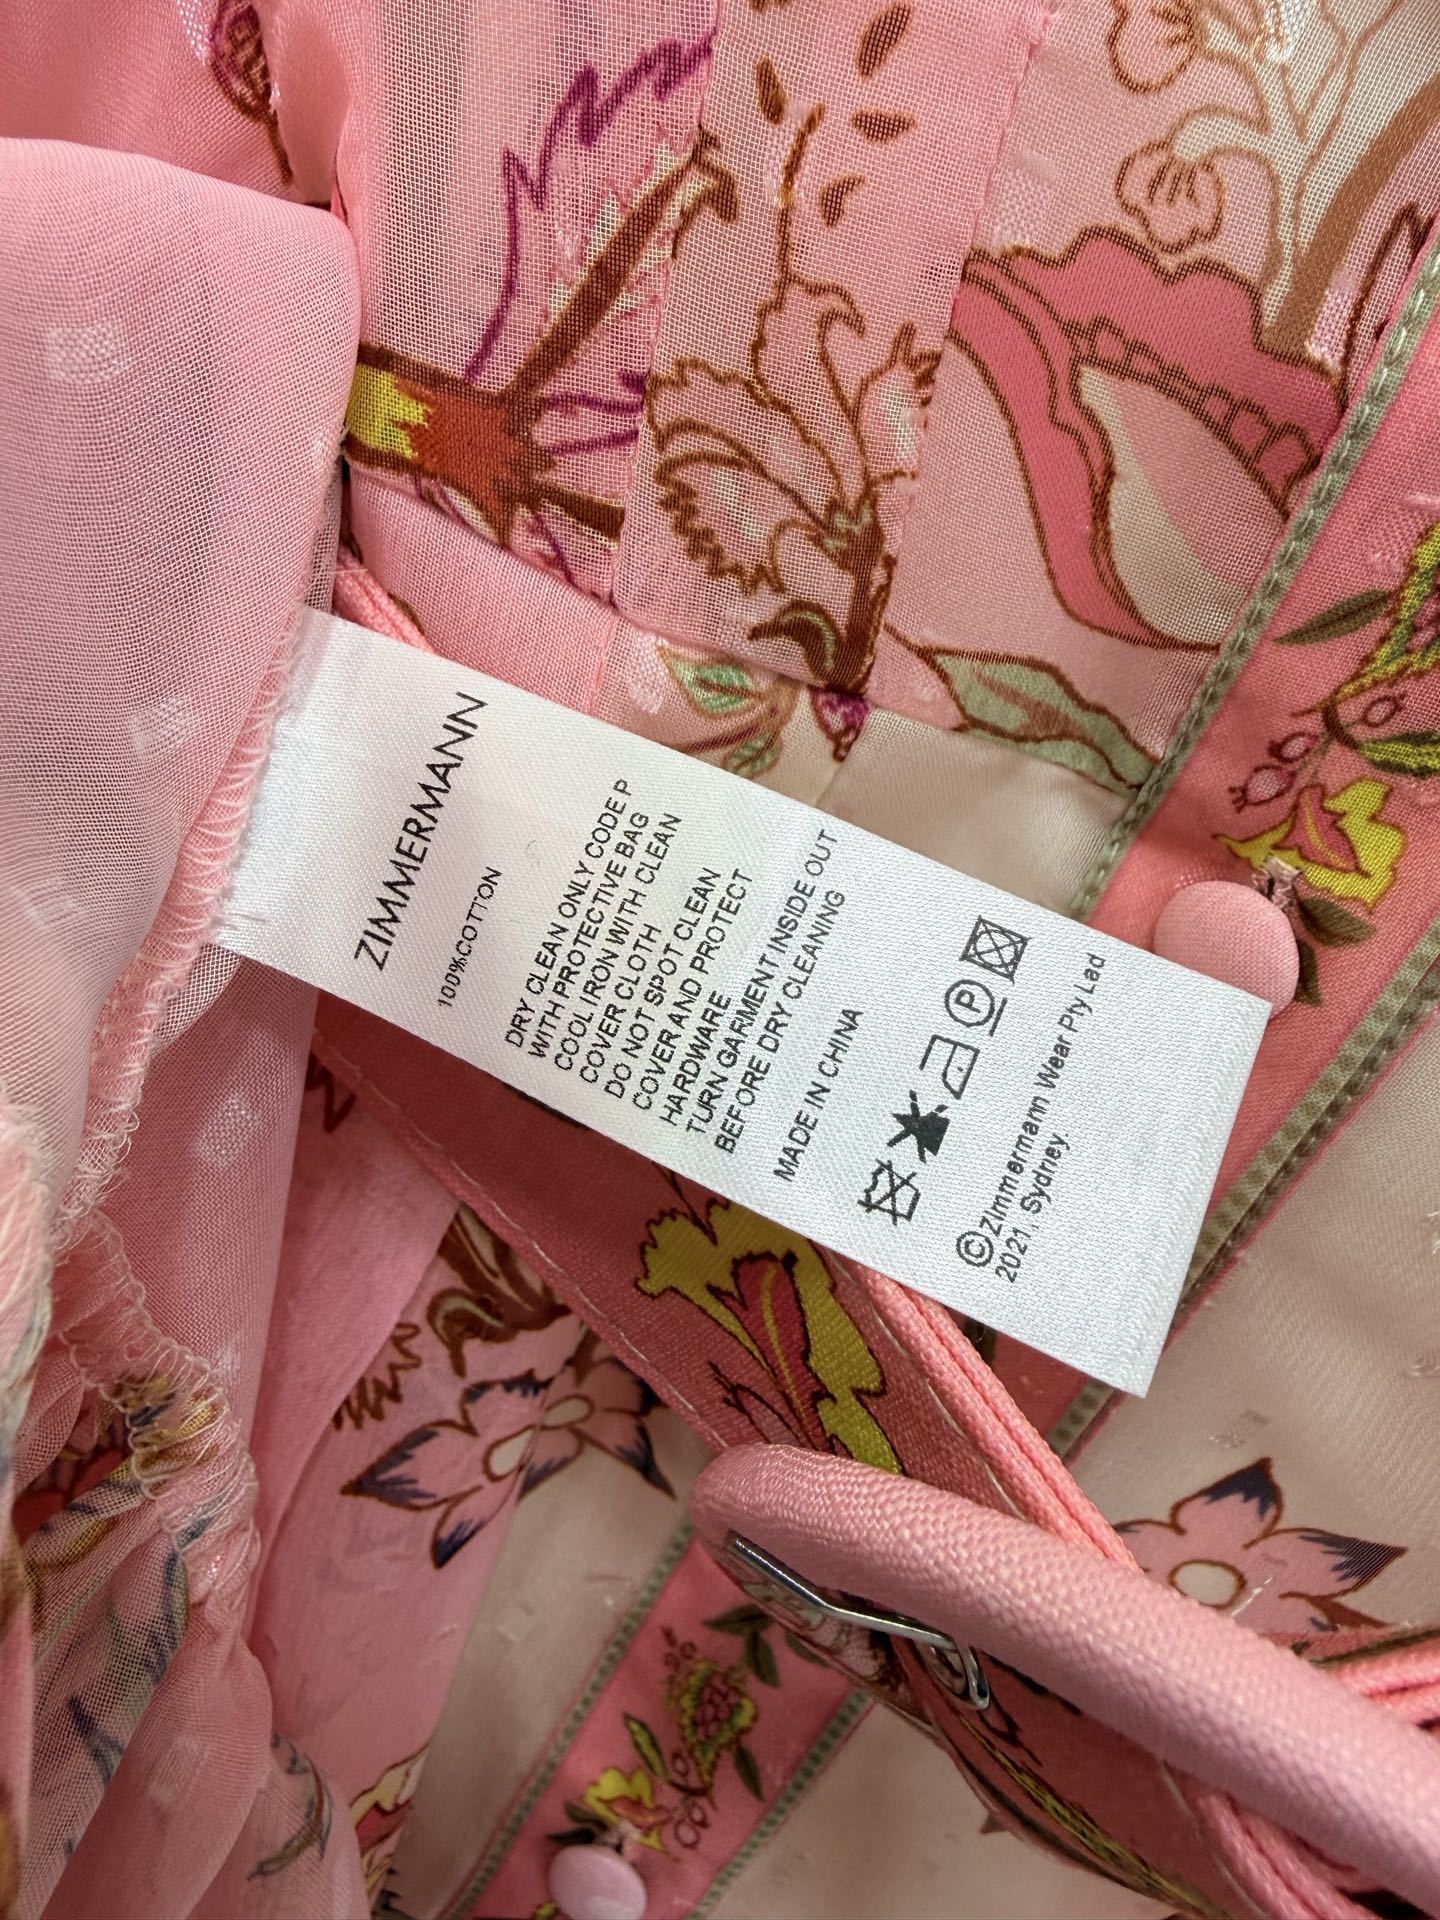 ZIMMERMANN
100%COTTON
DRY CLEAN ONLY CODE P
WITH PROTECTIVE BAG
COOL IRON WITH CLEAN
COVER CLOTH
DO NOT SPOT CLEAN
COVER AND PROTECT
HARDWARE
TURN GARMENT INSIDE OUT
BEFORE DRY CLEANING
MADE IN CHINA
P
©Zimmermann Wear Pty Lad
2021, Sydney.